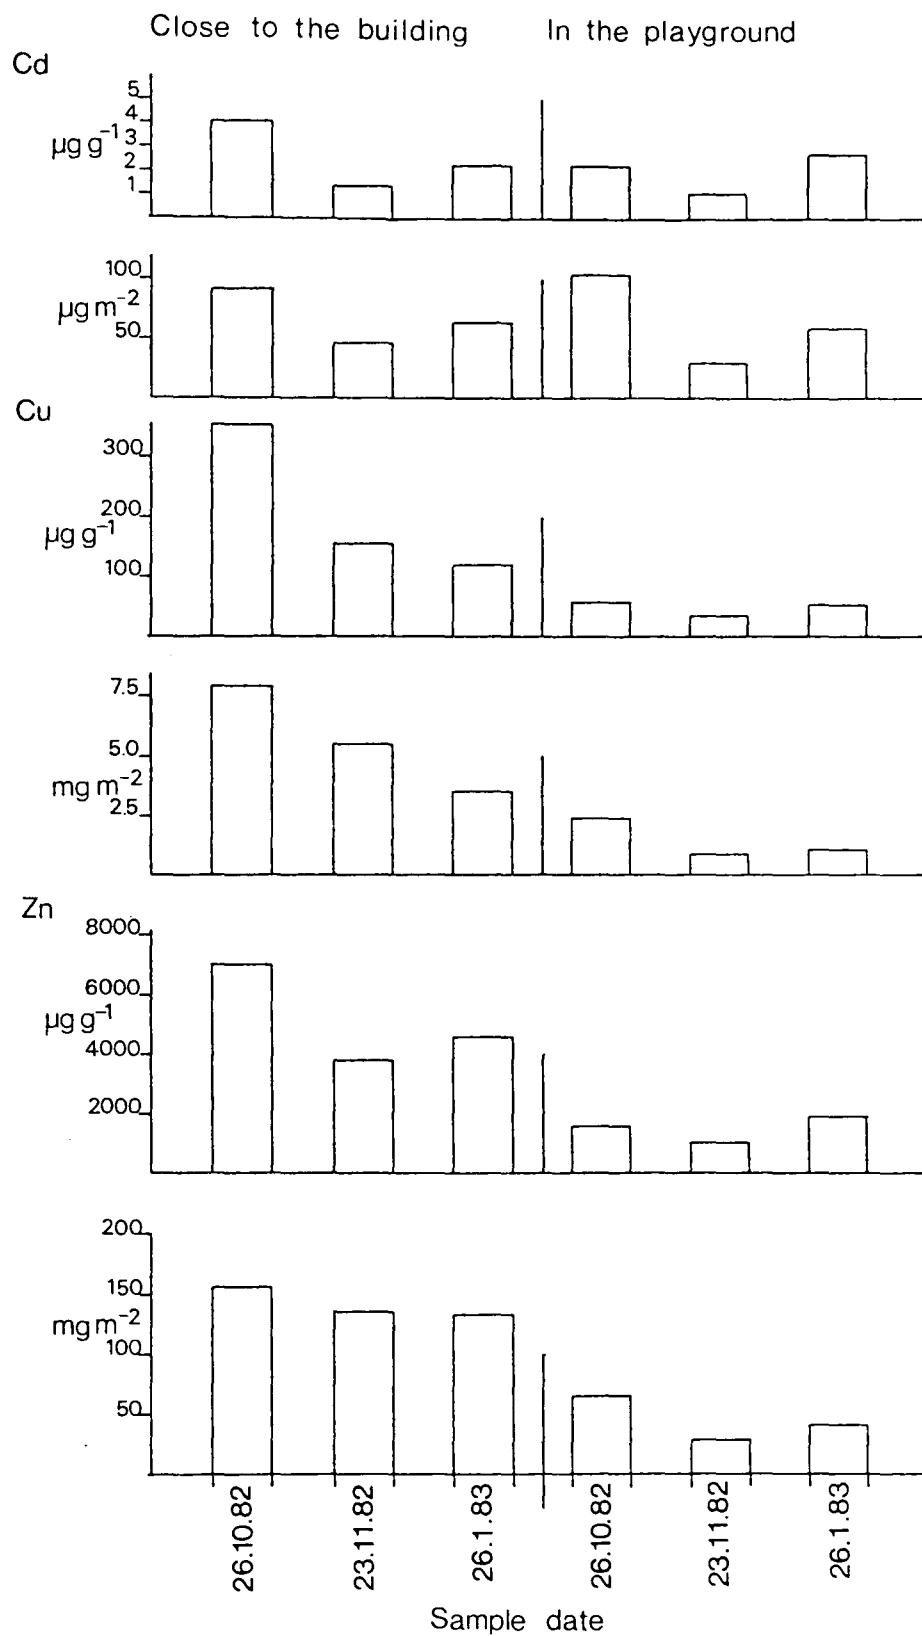 Close to the building In the playground
Cd
5
4
µg g⁻¹ 3
2
1
100
µg m⁻²
50
Cu
300
200
µg g⁻¹
100
7.5
5.0
mg m⁻²
2.5
Zn
8000
6000
µg g⁻¹
4000
2000
200
150
mg m⁻²
100
50
26.10.82 23.11.82 26.1.83 26.10.82 23.11.82 26.1.83
Sample date